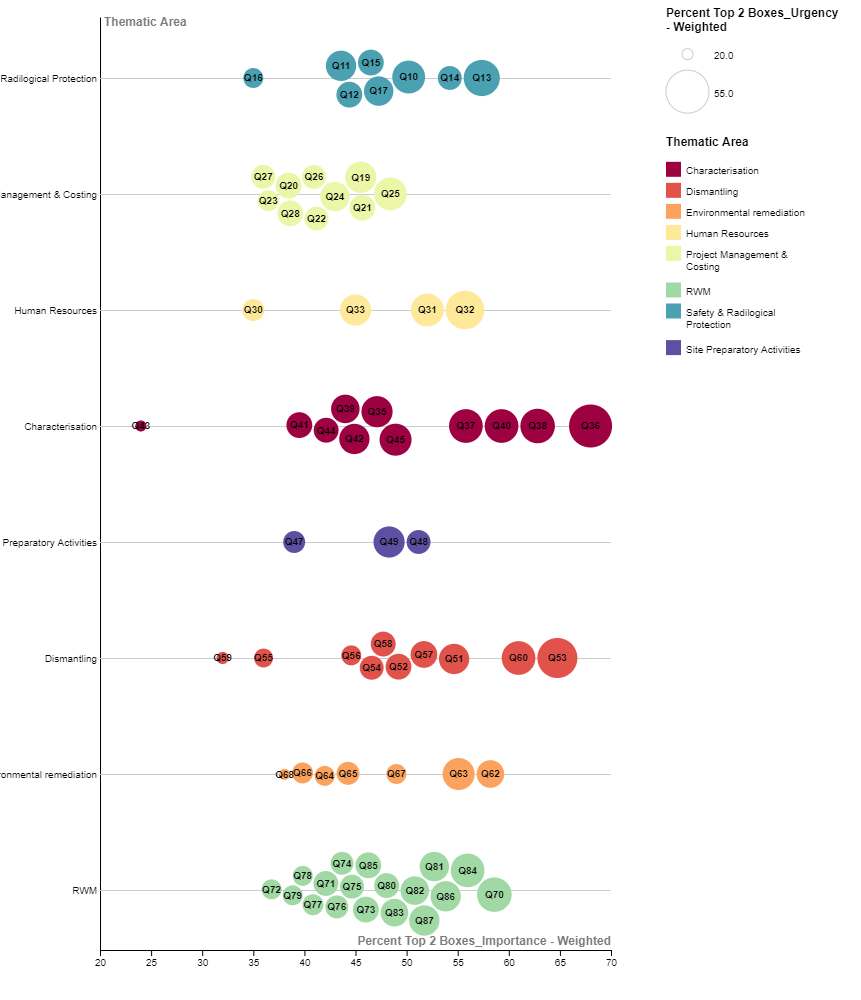 Thematic Area
Radilogical Protection
Q16
Q11
Q15
Q12
Q17
Q10
Q14
Q13
anagement & Costing
Q27
Q23
Q20
Q28
Q26
Q22
Q24
Q19
Q21
Q25
Human Resources
Q30
Q33
Q31
Q32
Characterisation
Q43
Q41
Q44
Q39
Q42
Q35
Q45
Q37
Q40
Q38
Q36
Preparatory Activities
Q47
Q49
Q48
Dismantling
Q59
Q55
Q56
Q54
Q58
Q52
Q57
Q51
Q60
Q53
onmental remediation
Q68
Q66
Q64
Q65
Q67
Q63
Q62
RWM
Q72
Q79
Q78
Q77
Q71
Q76
Q74
Q75
Q73
Q85
Q80
Q83
Q82
Q87
Q81
Q86
Q84
Q70
Percent Top 2 Boxes_Importance - Weighted
20 25 30 35 40 45 50 55 60 65 70
Percent Top 2 Boxes_Urgency
- Weighted
20.0
55.0
Thematic Area
Characterisation
Dismantling
Environmental remediation
Human Resources
Project Management &
Costing
RWM
Safety & Radilogical
Protection
Site Preparatory Activities